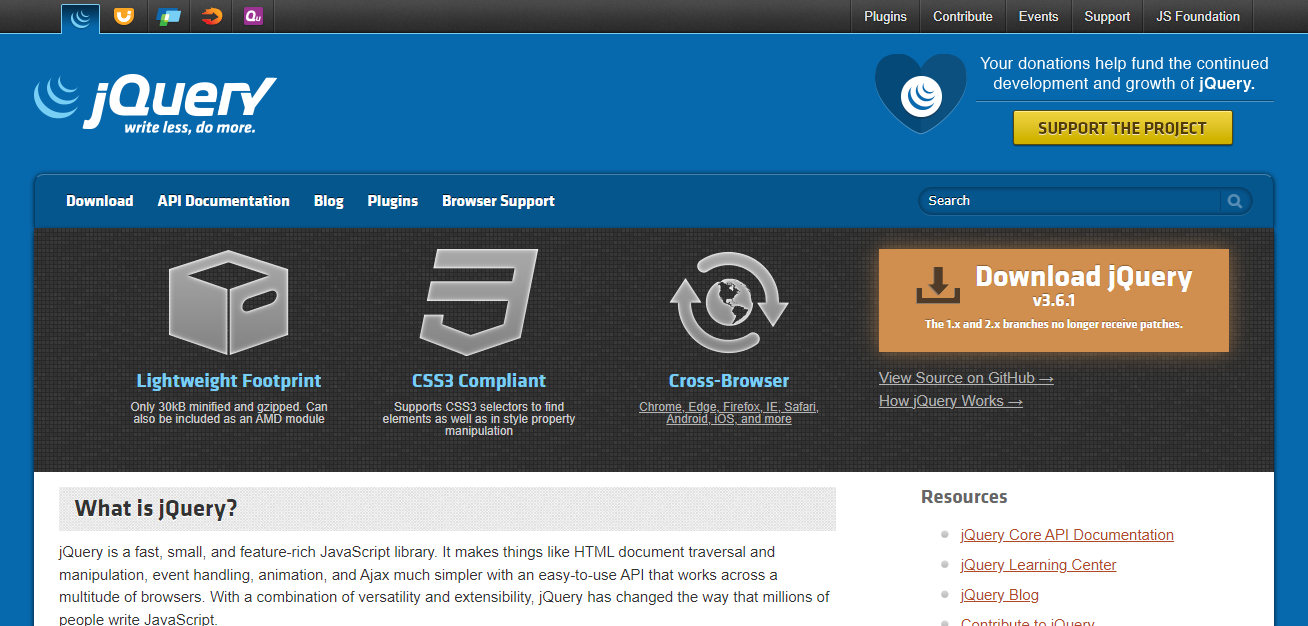 Qu
Plugins
Contribute
Events
Support
JS Foundation
jQuery
write less, do more.
Your donations help fund the continued
development and growth of jQuery.
SUPPORT THE PROJECT
Download
API Documentation
Blog
Plugins
Browser Support
Search
Lightweight Footprint
Only 30kB minified and gzipped. Can
also be included as an AMD module
CSS3 Compliant
Supports CSS3 selectors to find
elements as well as in style property
manipulation
Cross-Browser
Chrome, Edge, Firefox, IE, Safari,
Android, iOS, and more
Download jQuery
v3.6.1
The 1.x and 2.x branches no longer receive patches.
View Source on GitHub →
How jQuery Works →
What is jQuery?
jQuery is a fast, small, and feature-rich JavaScript library. It makes things like HTML document traversal and
manipulation, event handling, animation, and Ajax much simpler with an easy-to-use API that works across a
multitude of browsers. With a combination of versatility and extensibility, jQuery has changed the way that millions of
people write JavaScript.
Resources
jQuery Core API Documentation
jQuery Learning Center
jQuery Blog
Contribute to jQuery